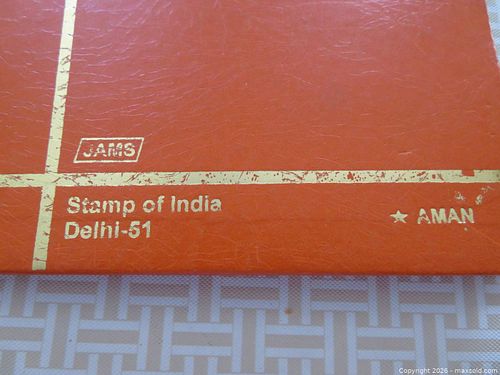 JAMS
Stamp of India
Delhi-51
★ AMAN
Copyright 2026 - maxsold.com